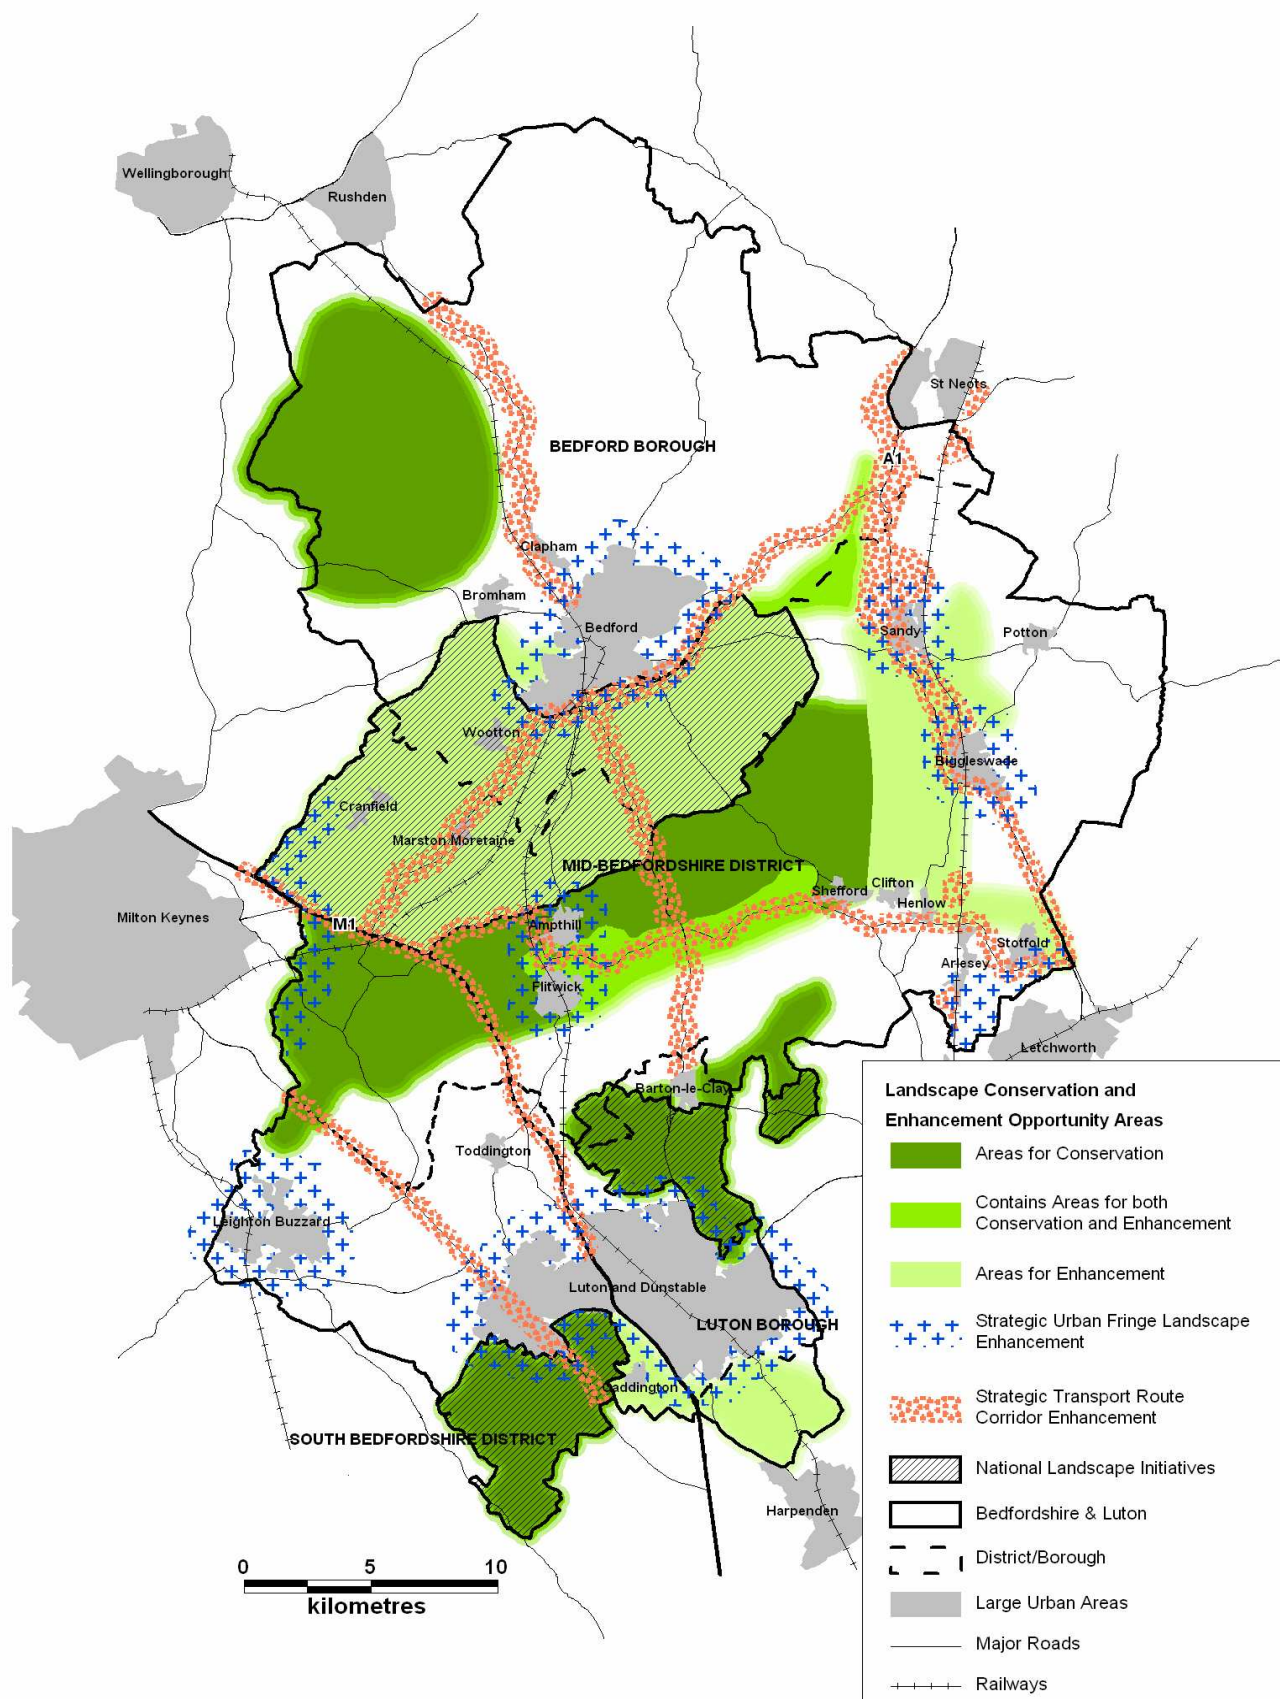 Wellingborough
Rushden
St Neots
BEDFORD BOROUGH
A1
Clapham
Bromham
Bedford
Sandy
Potton
Wootton
Biggleswade
Cranfield
Marston Moretaine
MID-BEDFORDSHIRE DISTRICT
Shefford
Clifton
Henlow
Milton Keynes
M1
Ampthill
Stotfold
Arlesey
Flitwick
Letchworth
Barton-le-Clay
Toddington
Leighton Buzzard
Luton and Dunstable
LUTON BOROUGH
Caddington
SOUTH BEDFORDSHIRE DISTRICT
Harpenden
0 5 10
kilometres
Landscape Conservation and
Enhancement Opportunity Areas
Areas for Conservation
Contains Areas for both
Conservation and Enhancement
Areas for Enhancement
Strategic Urban Fringe Landscape
Enhancement
Strategic Transport Route
Corridor Enhancement
National Landscape Initiatives
Bedfordshire & Luton
District/Borough
Large Urban Areas
Major Roads
Railways